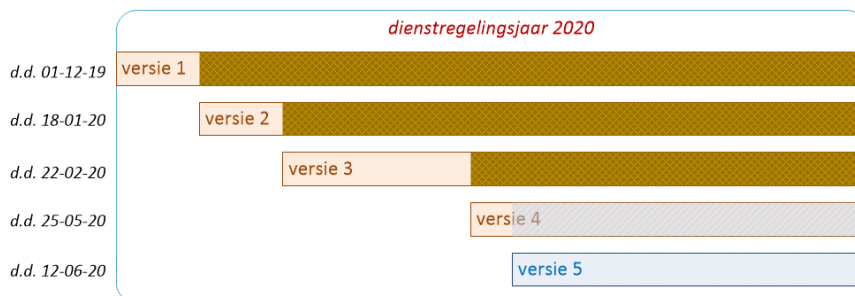 dienstregelingsjaar 2020
d.d. 01-12-19 versie 1
d.d. 18-01-20 versie 2
d.d. 22-02-20 versie 3
d.d. 25-05-20 versie 4
d.d. 12-06-20 versie 5